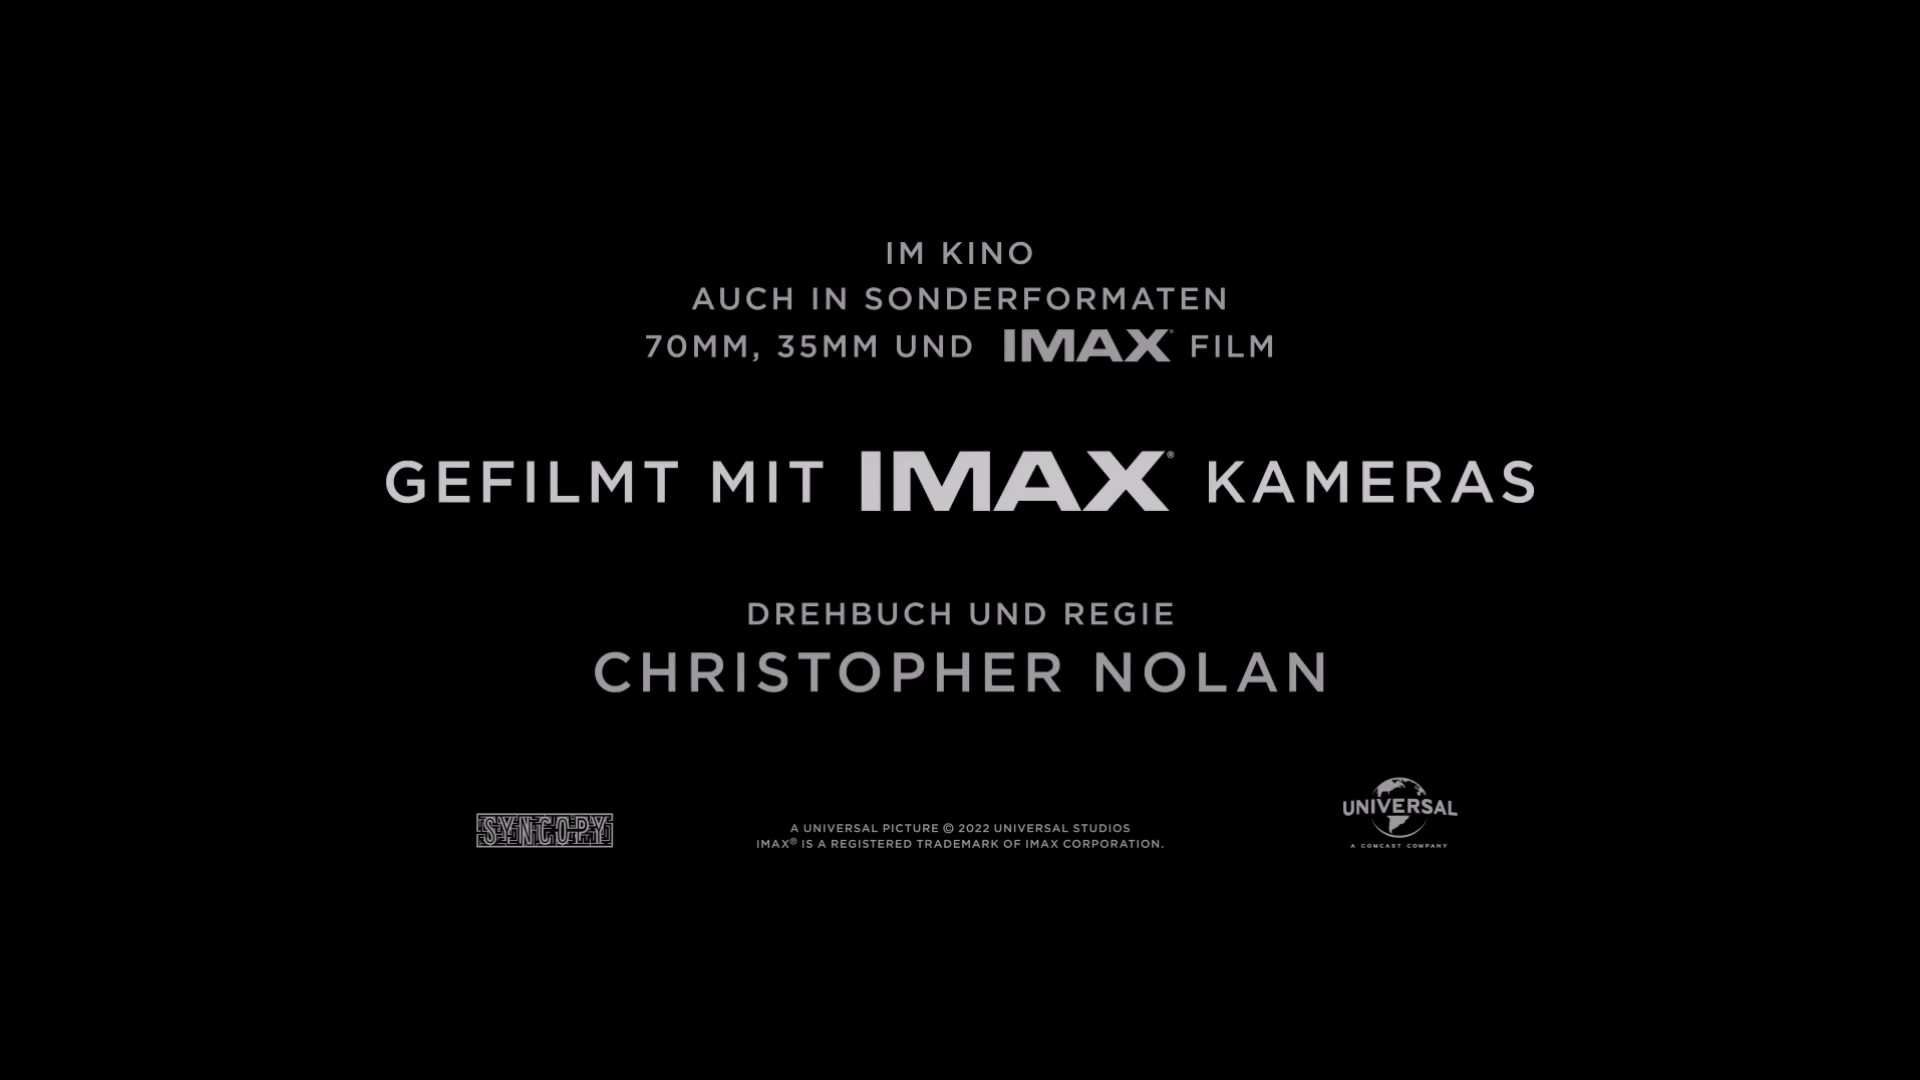 IM KINO
AUCH IN SONDERFORMATEN
70MM, 35MM UND IMAX® FILM
GEFILMT MIT IMAX® KAMERAS
DREHBUCH UND REGIE
CHRISTOPHER NOLAN
SYNCOPY
A UNIVERSAL PICTURE © 2022 UNIVERSAL STUDIOS
IMAX® IS A REGISTERED TRADEMARK OF IMAX CORPORATION.
UNIVERSAL
A COMCAST COMPANY